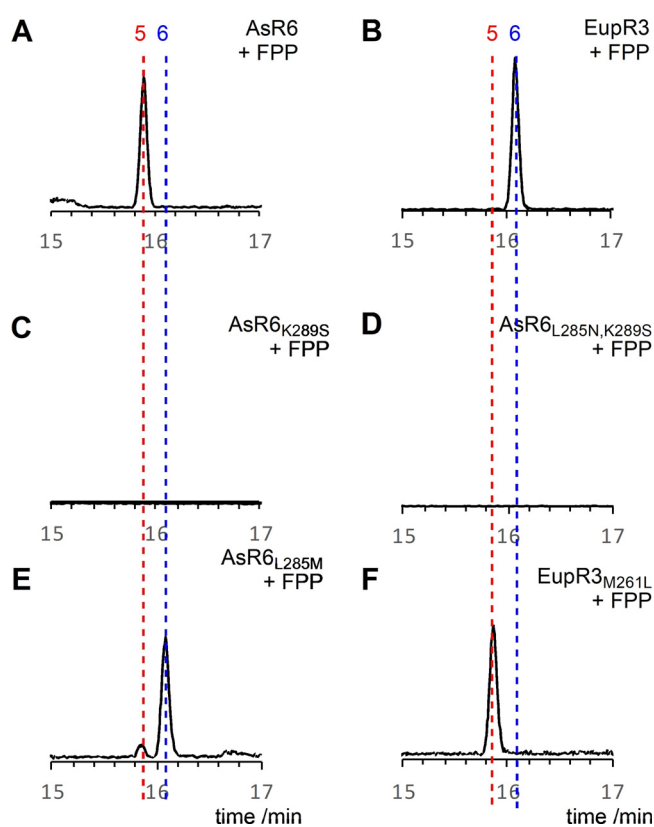 A 5 6 AsR6
+ FPP
B 5 6 EupR3
+ FPP
15 16 17
15 16 17
C AsR6K289S
+ FPP
D AsR6L285N,K289S
+ FPP
15 16 17
15 16 17
E AsR6L285M
+ FPP
F EupR3M261L
+ FPP
15 16 17
time /min
15 16 17
time /min